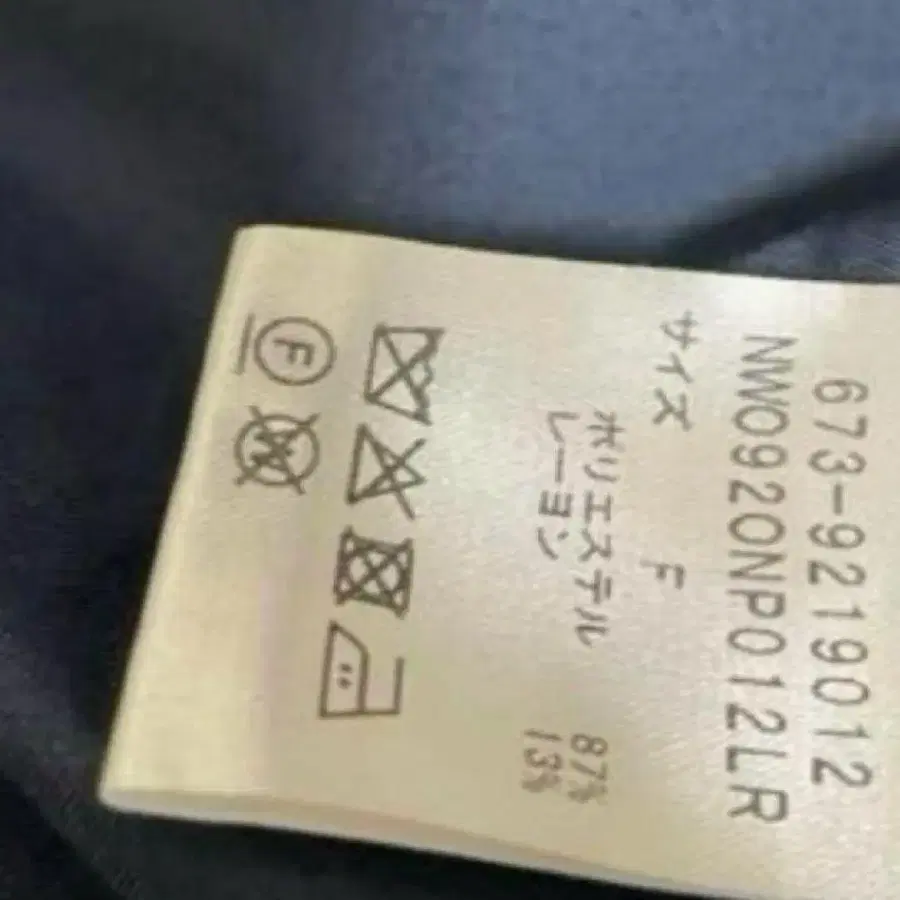 673-9219012
NW0920NP012LR
サイズ F
ポリエステル 87%
レーヨン 13%
F
W